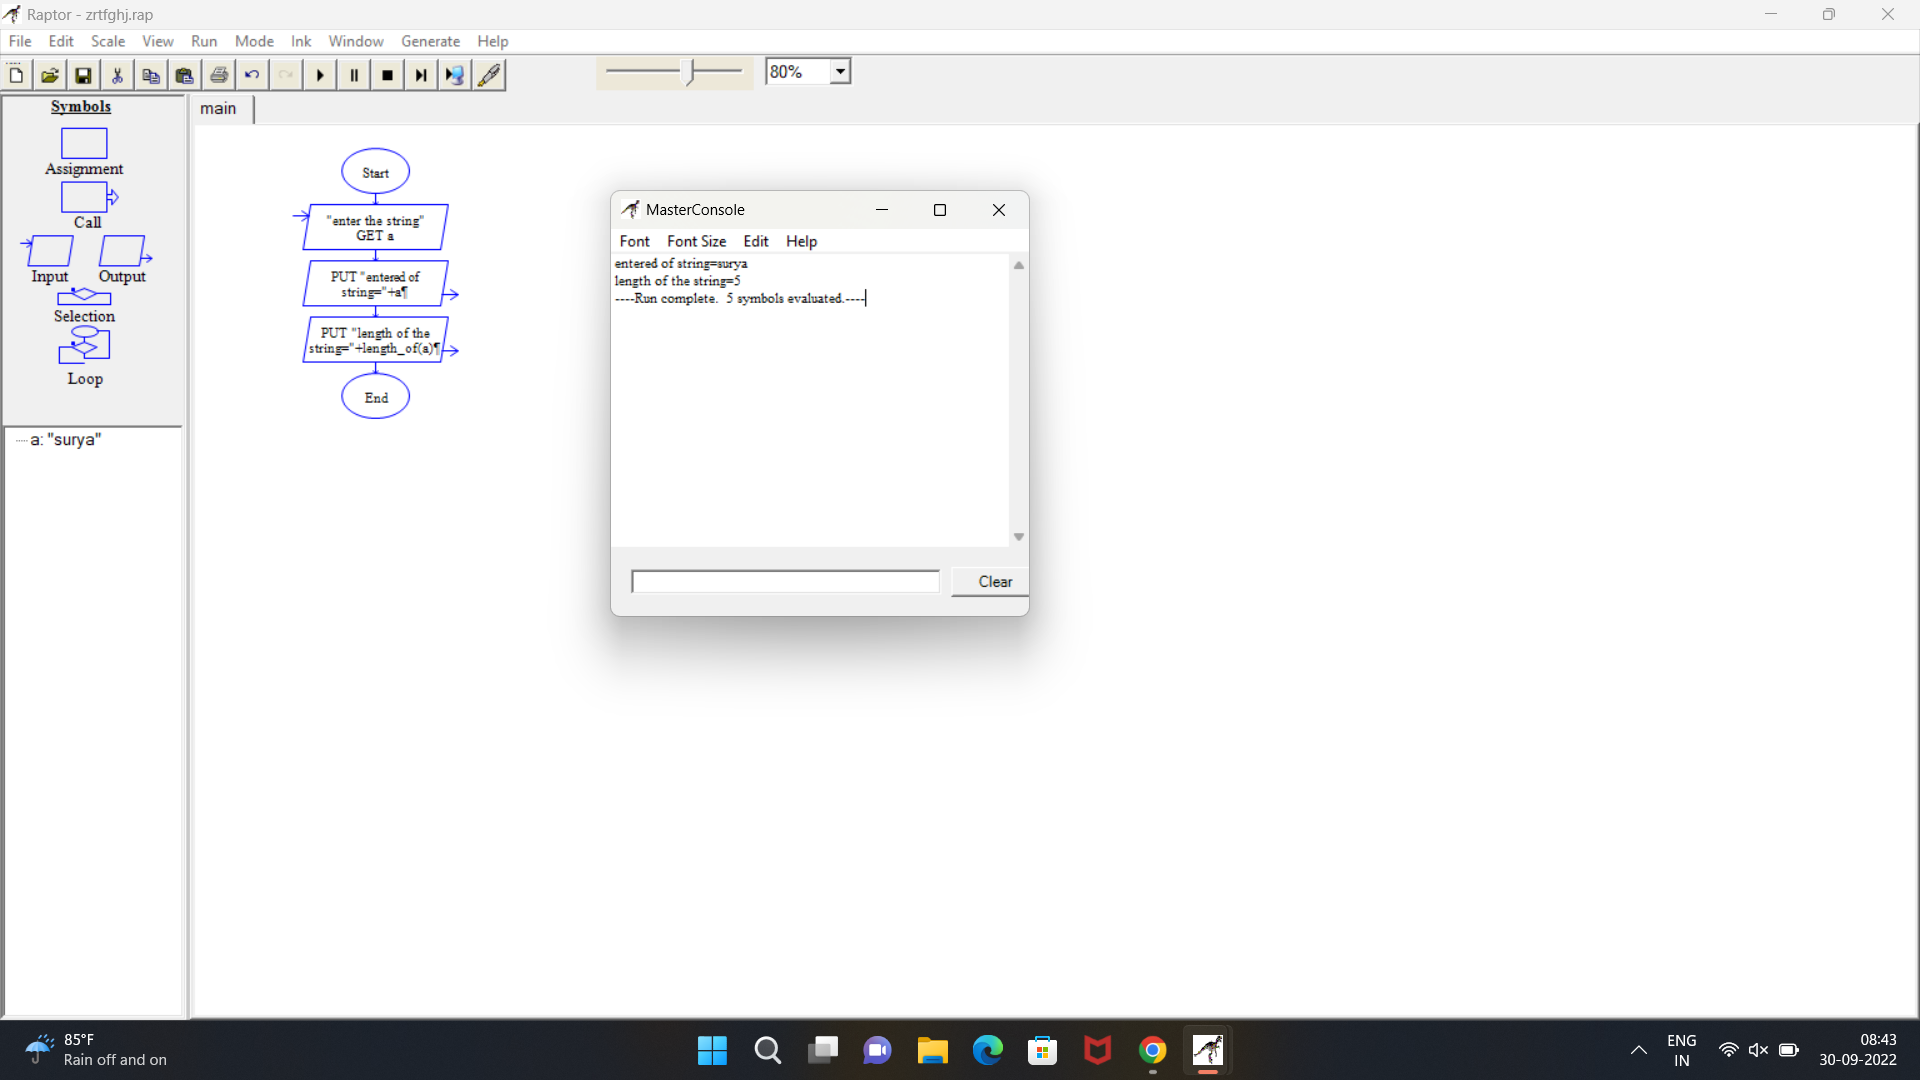 Raptor - zrtfghj.rap
File Edit Scale View Run Mode Ink Window Generate Help
80%
Symbols
Assignment
Call
Input Output
Selection
Loop
a: "surya"
main
Start
"enter the string"
GET a
PUT "entered of
string="+a¶
PUT "length of the
string="+length_of(a)¶
End
MasterConsole
Font Font Size Edit Help
entered of string=surya
length of the string=5
----Run complete.  5 symbols evaluated.----
Clear
85°F
Rain off and on
ENG
IN
08:43
30-09-2022